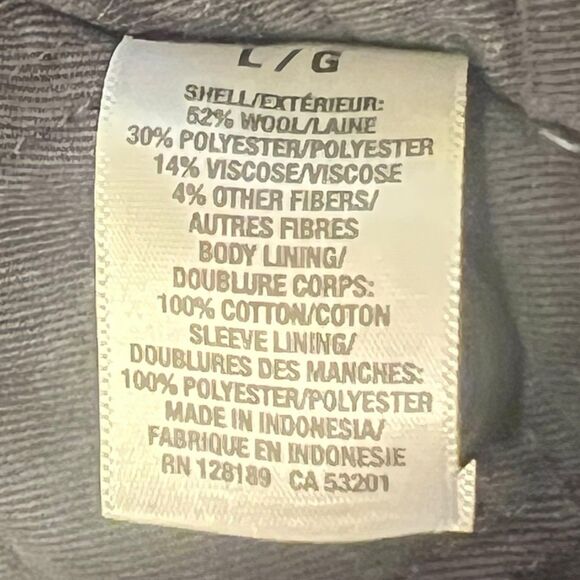 L / G
SHELL/EXTÉRIEUR:
52% WOOL/LAINE
30% POLYESTER/POLYESTER
14% VISCOSE/VISCOSE
4% OTHER FIBERS/
AUTRES FIBRES
BODY LINING/
DOUBLURE CORPS:
100% COTTON/COTON
SLEEVE LINING/
DOUBLURES DES MANCHES:
100% POLYESTER/POLYESTER
MADE IN INDONESIA/
FABRIQUE EN INDONESIE
RN 128189 CA 53201